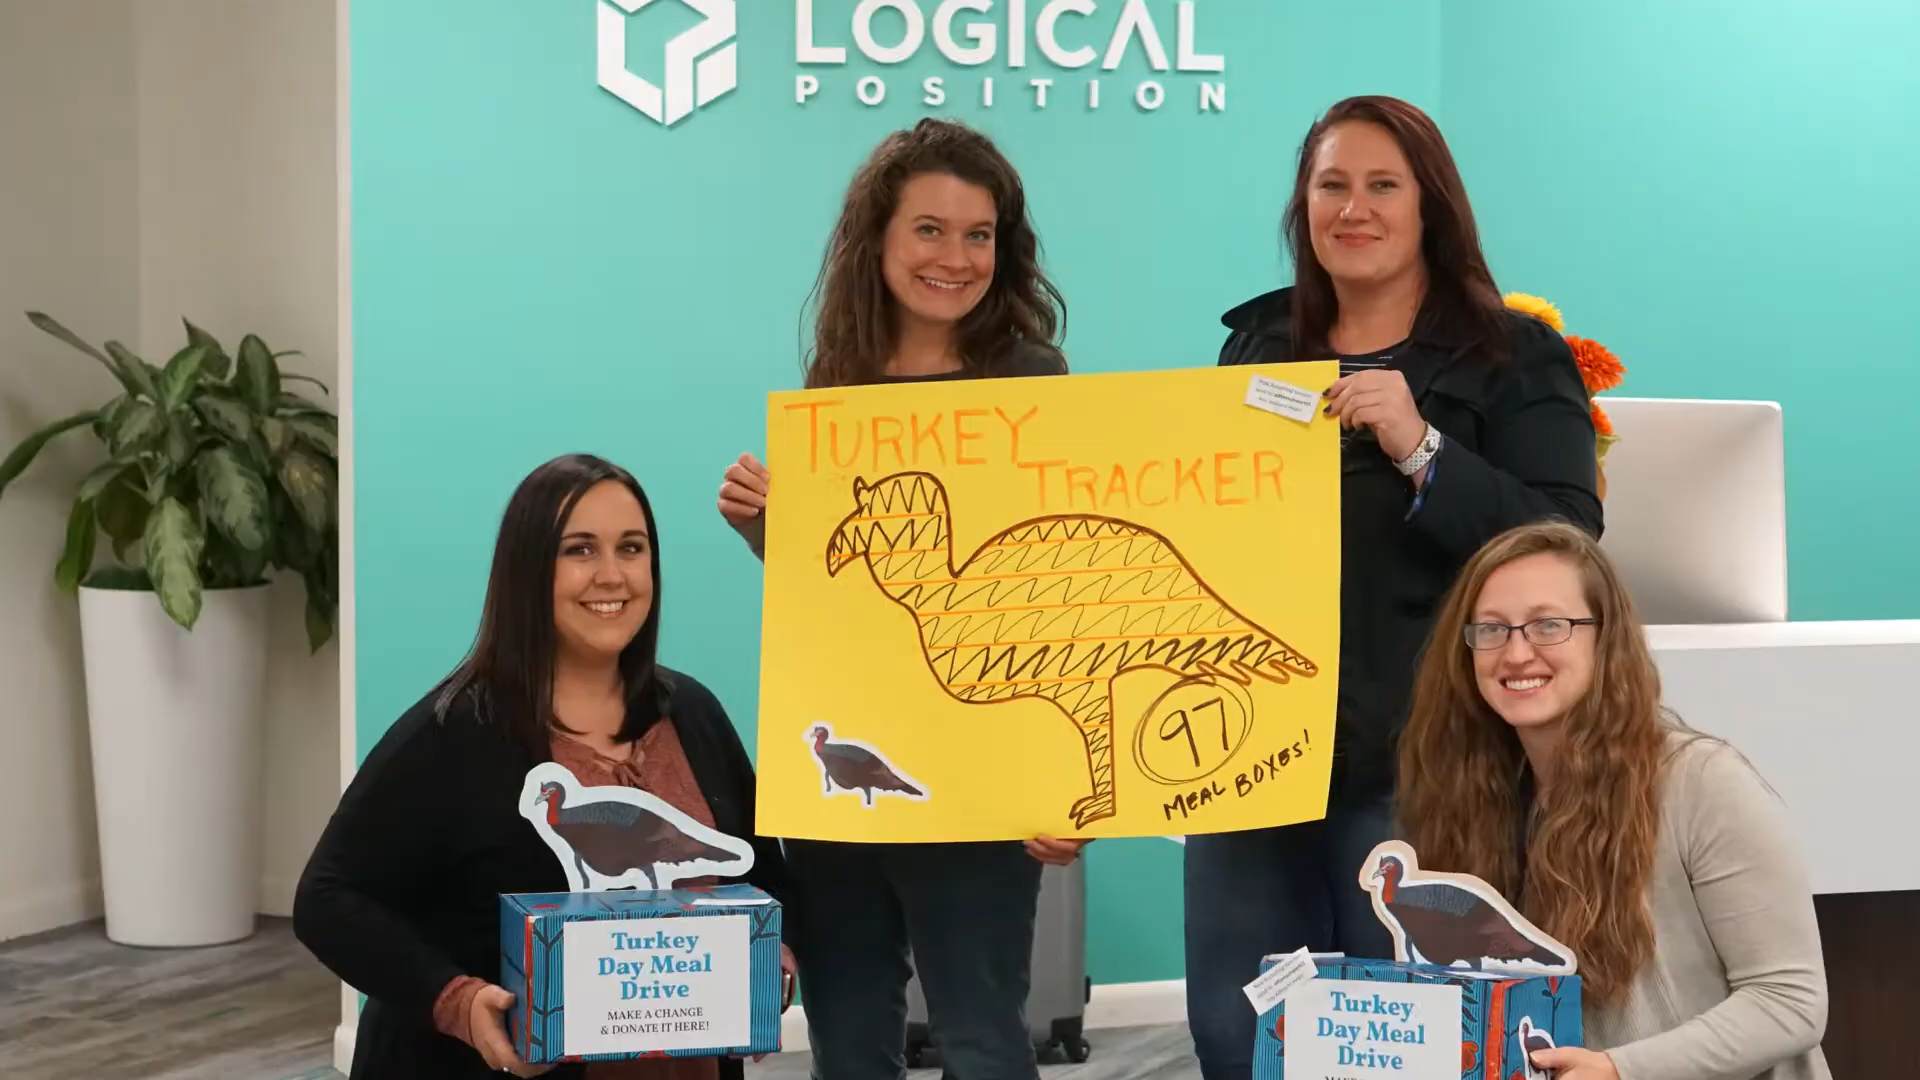 LOGICAL
POSITION
TURKEY
TRACKER
97
MEAL BOXES!
Turkey
Day Meal
Drive
MAKE A CHANGE
& DONATE IT HERE!
Turkey
Day Meal
Drive